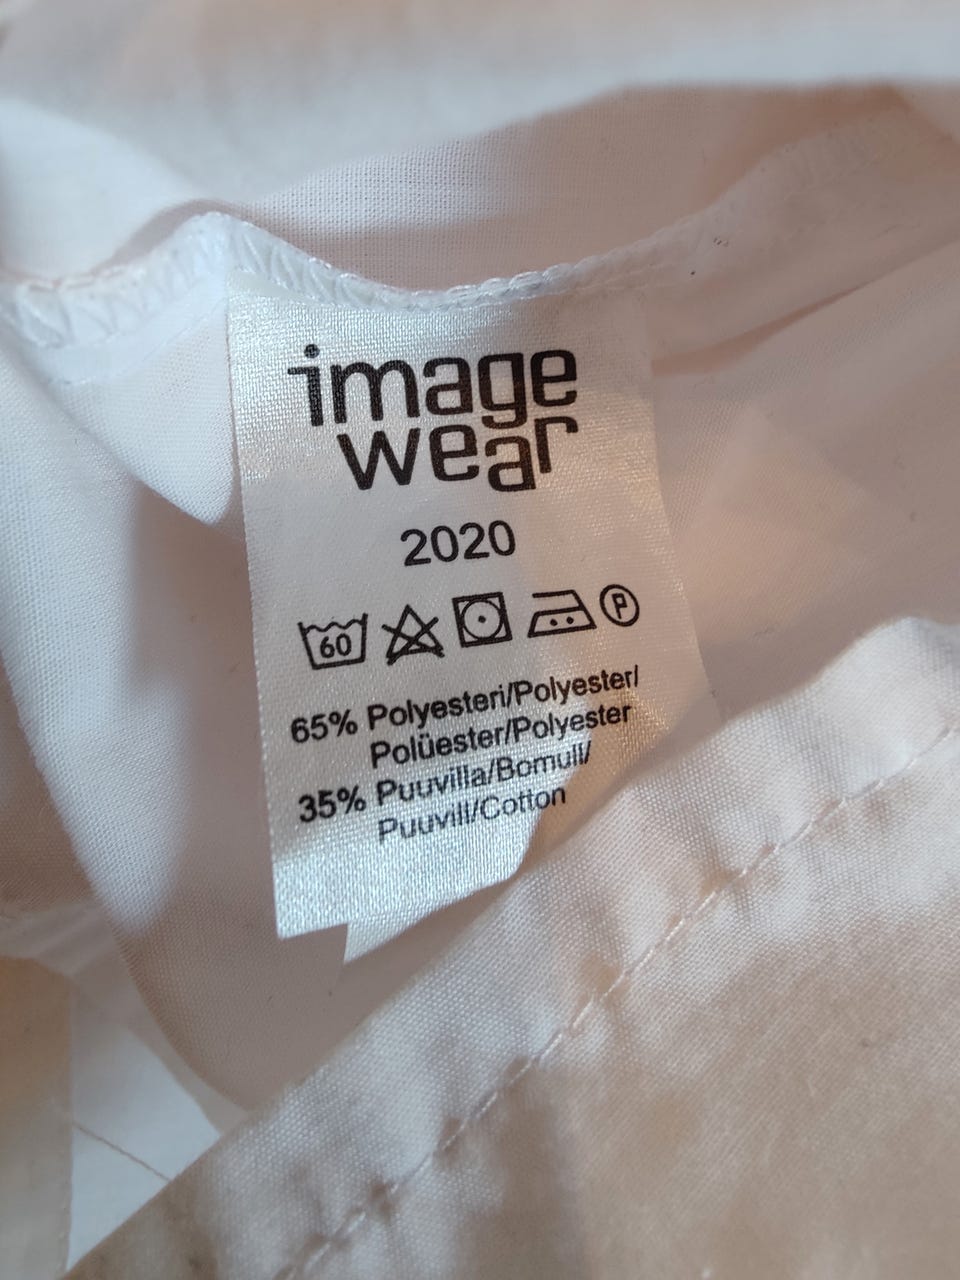 image
wear
2020
60 P
65% Polyesteri/Polyester/
Polüester/Polyester
35% Puuvilla/Bomull/
Puuvill/Cotton